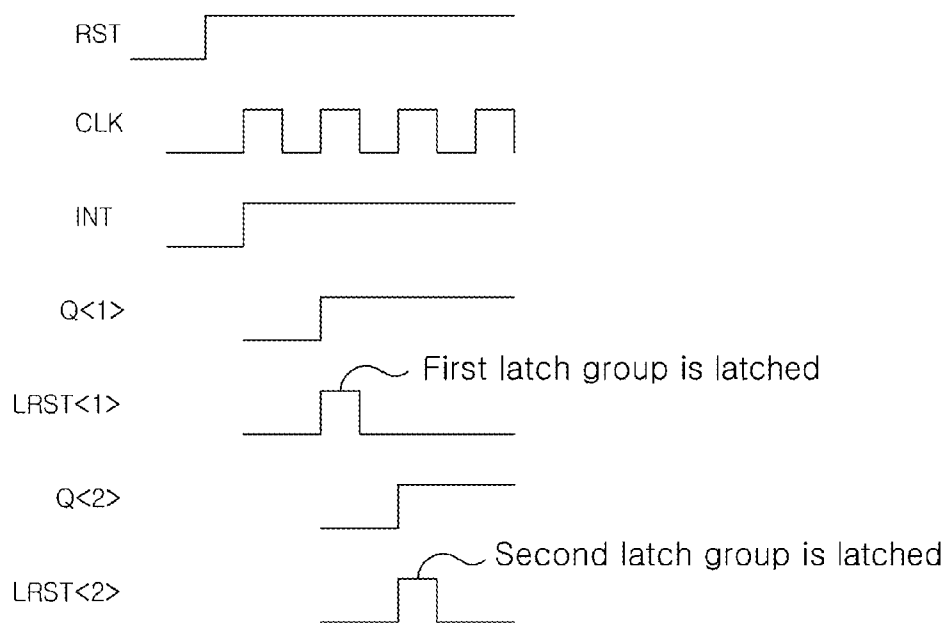 RST
CLK
INT
Q<1>
First latch group is latched
LRST<1>
Q<2>
Second latch group is latched
LRST<2>